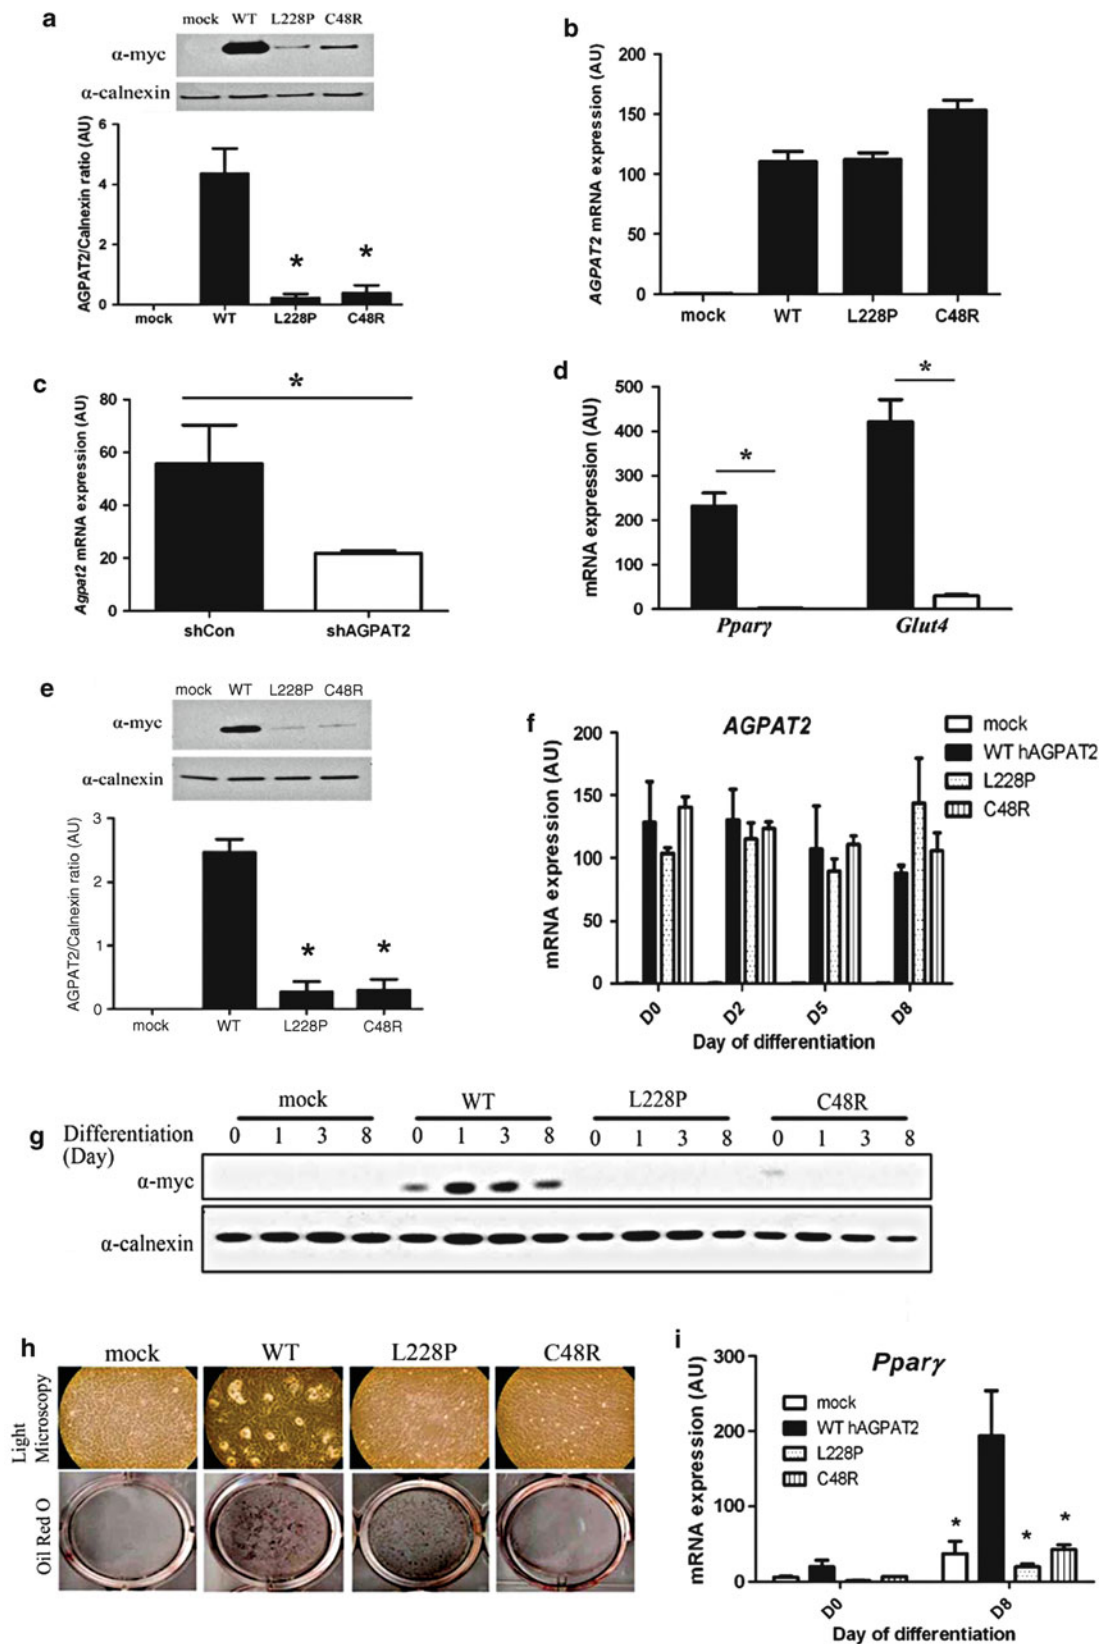 a
mock WT L228P C48R
α-myc
α-calnexin
AGPAT2/Calnexin ratio (AU)
6
4
2
0
mock WT L228P C48R
b
AGPAT2 mRNA expression (AU)
200
150
100
50
0
mock WT L228P C48R
c
Agpat2 mRNA expression (AU)
80
60
40
20
0
*
shCon shAGPAT2
d
mRNA expression (AU)
500
400
300
200
100
0
* *
Pparγ Glut4
e
mock WT L228P C48R
α-myc
α-calnexin
AGPAT2/Calnexin ratio (AU)
3
2
1
0
* *
mock WT L228P C48R
f
AGPAT2
mRNA expression (AU)
200
150
100
50
0
D0 D2 D5 D8
Day of differentiation
mock
WT hAGPAT2
L228P
C48R
g
mock WT L228P C48R
Differentiation 0 1 3 8 0 1 3 8 0 1 3 8 0 1 3 8
(Day)
α-myc
α-calnexin
h
mock WT L228P C48R
Light
Microscopy
Oil Red O
i
Pparγ
mRNA expression (AU)
300
200
100
0
mock
WT hAGPAT2
L228P
C48R
* * *
D0 D8
Day of differentiation